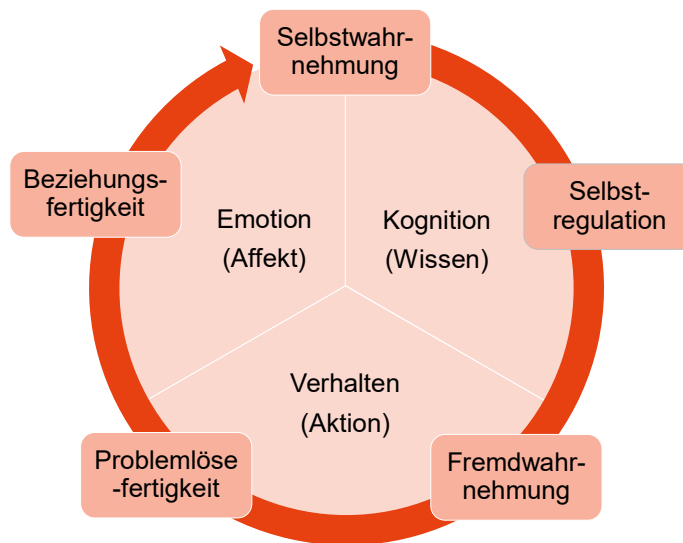 Selbstwahr-
nehmung
Beziehungs-
fertigkeit
Selbst-
regulation
Emotion
(Affekt)
Kognition
(Wissen)
Verhalten
(Aktion)
Problemlöse
-fertigkeit
Fremdwahr-
nehmung